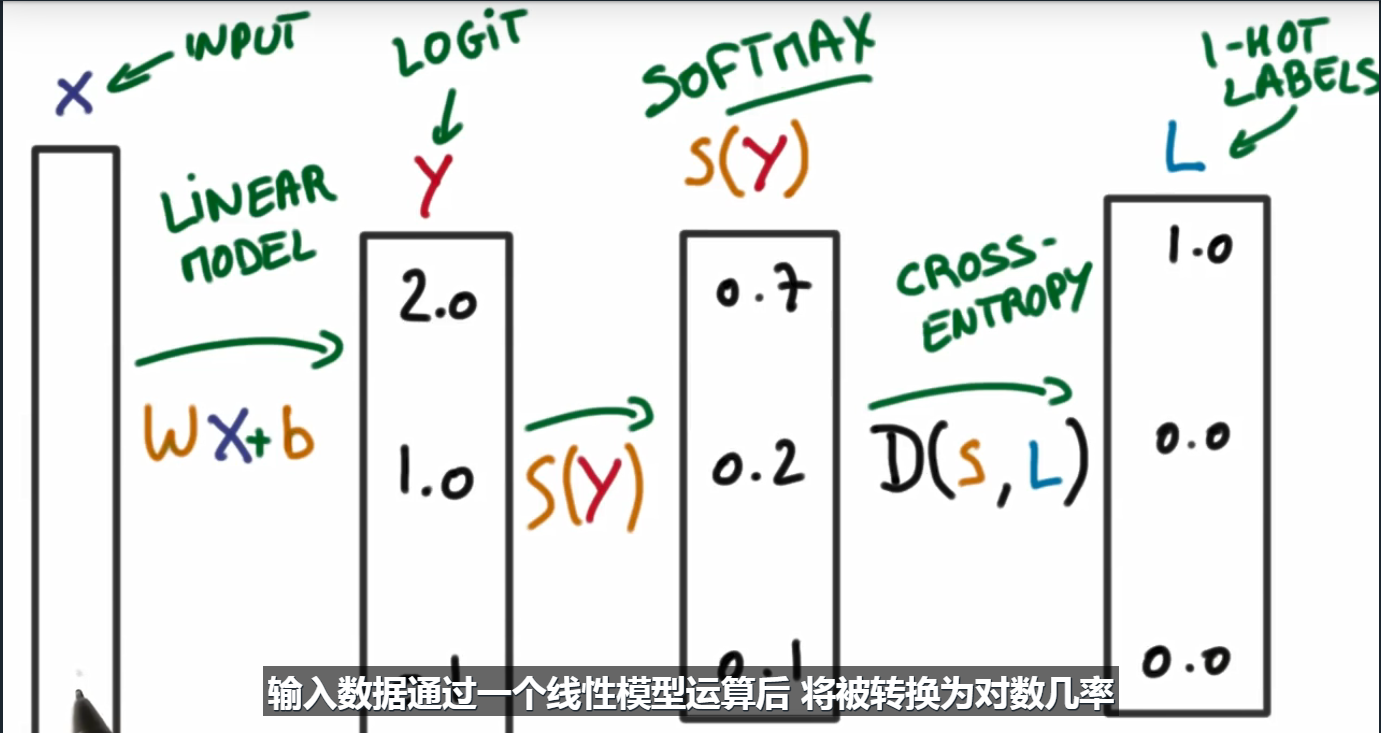 INPUT
X
LOGIT
Y
SOFTMAX
S(Y)
1-HOT
LABELS
L
LINEAR
MODEL
WX+b
2.0
1.0
S(Y)
0.7
0.2
0.1
CROSS-
ENTROPY
D(S,L)
1.0
0.0
0.0
输入数据通过一个线性模型运算后 将被转换为对数几率